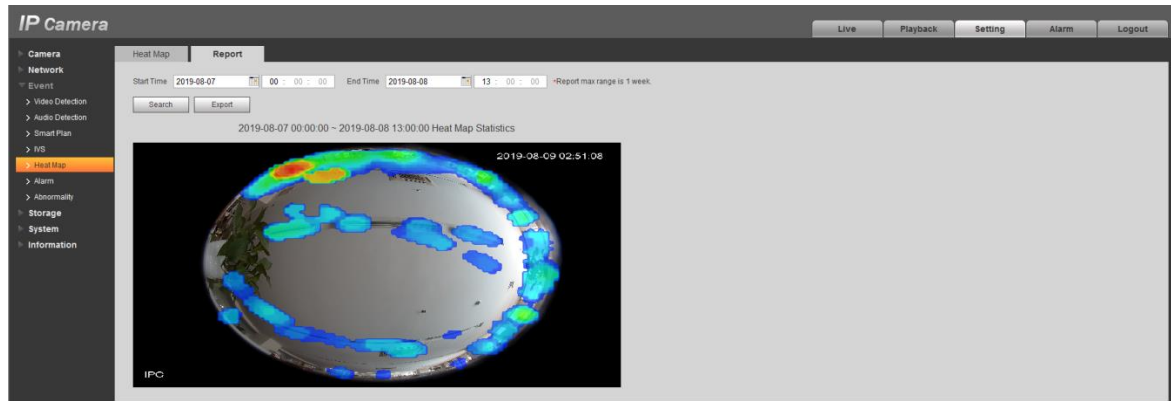 IP Camera
Live
Playback
Setting
Alarm
Logout
Camera
Network
Event
Video Detection
Audio Detection
Smart Plan
IVS
Heat Map
Alarm
Abnormality
Storage
System
Information
Heat Map
Report
Start Time 2019-08-07 00 : 00 : 00 End Time 2019-08-08 13 : 00 : 00 *Report max range is 1 week.
Search Export
2019-08-07 00:00:00 ~ 2019-08-08 13:00:00 Heat Map Statistics
2019-08-09 02:51:08
IPC